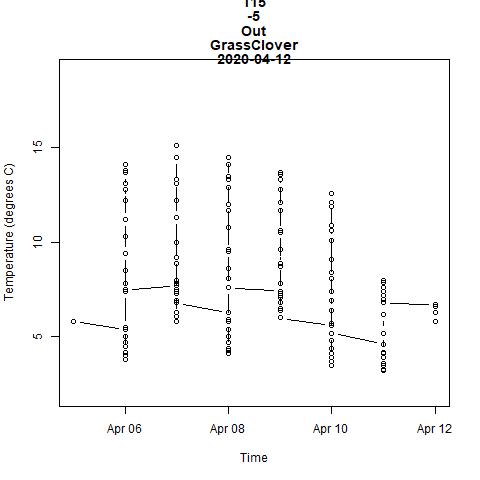 T15
-5
Out
GrassClover
2020-04-12
Temperature (degrees C)
15
10
5
Apr 06 Apr 08 Apr 10 Apr 12
Time